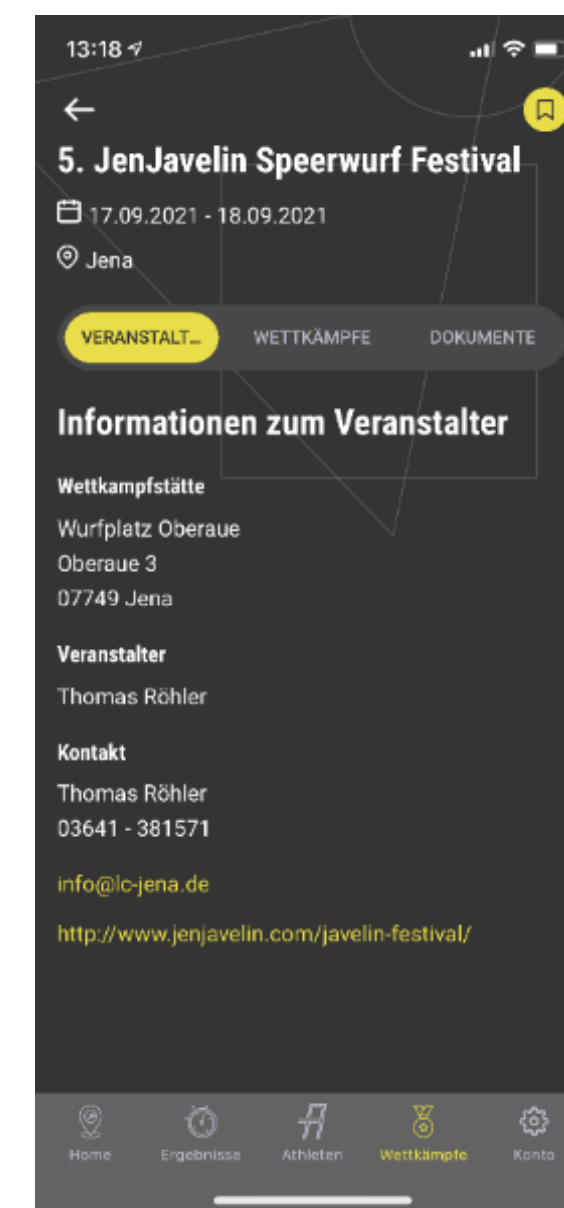 13:18
5. JenJavelin Speerwurf Festival
17.09.2021 - 18.09.2021
Jena
VERANSTALT... WETTKÄMPFE DOKUMENTE
Informationen zum Veranstalter
Wettkampfstätte
Wurfplatz Oberaue
Oberaue 3
07749 Jena
Veranstalter
Thomas Röhler
Kontakt
Thomas Röhler
03641 - 381571
info@lc-jena.de
http://www.jenjavelin.com/javelin-festival/
Home Ergebnisse Athleten Wettkämpfe Konto